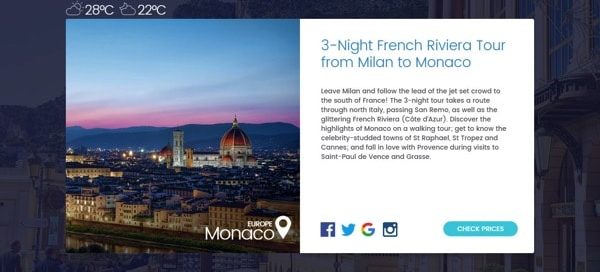 28°C 22°C
3-Night French Riviera Tour
from Milan to Monaco
Leave Milan and follow the lead of the jet set crowd to
the south of France! The 3-night tour takes a route
through north Italy, passing San Remo, as well as the
glittering French Riviera (Côte d'Azur). Discover the
highlights of Monaco on a walking tour; get to know the
celebrity-studded towns of St Raphael, St Tropez and
Cannes; and fall in love with Provence during visits to
Saint-Paul de Vence and Grasse.
EUROPE
Monaco
CHECK PRICES